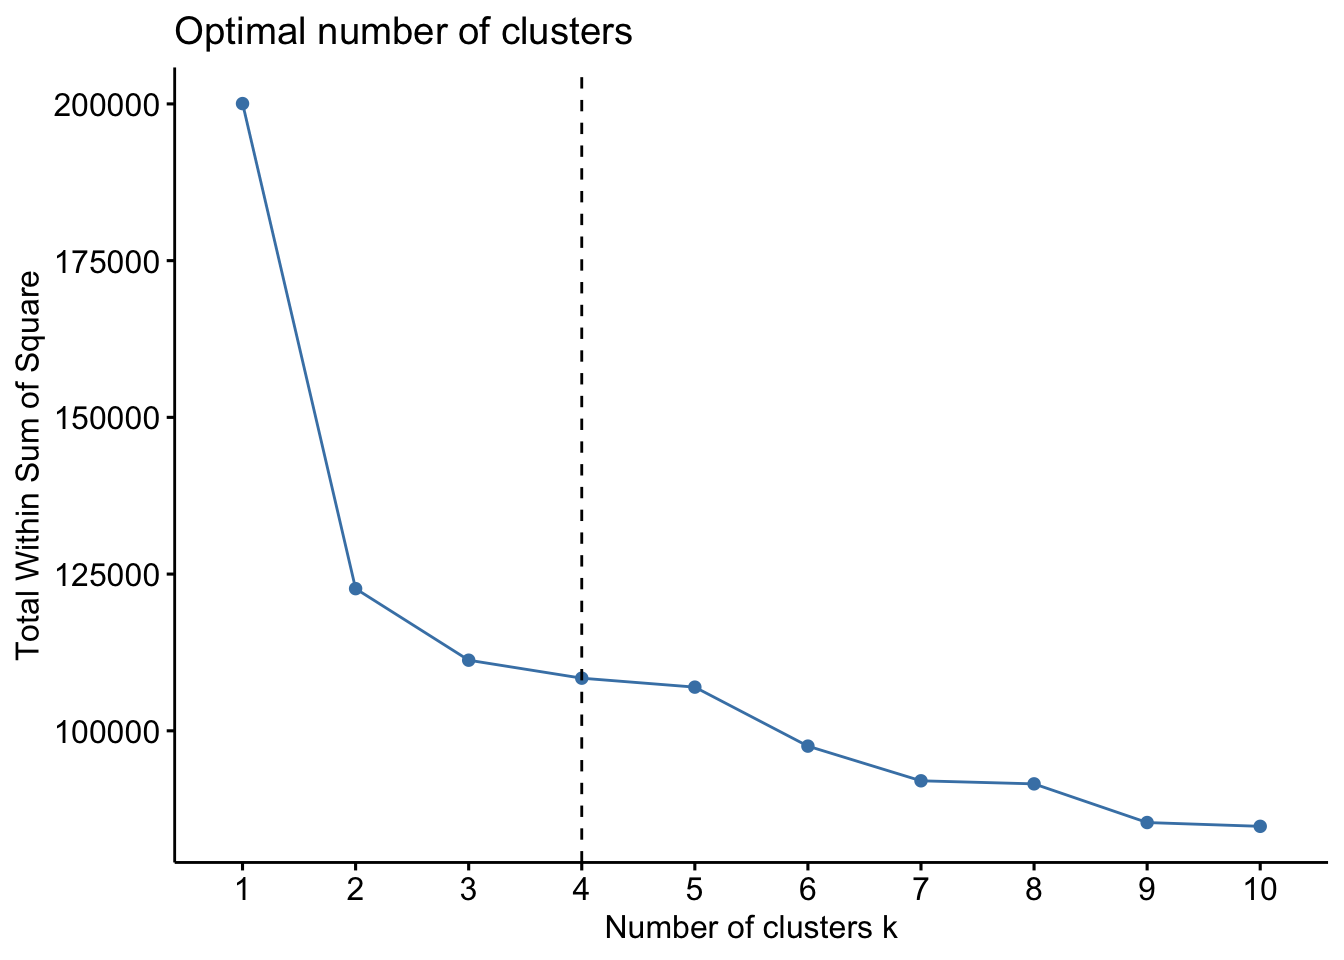 Optimal number of clusters
Total Within Sum of Square
200000
175000
150000
125000
100000
1 2 3 4 5 6 7 8 9 10
Number of clusters k